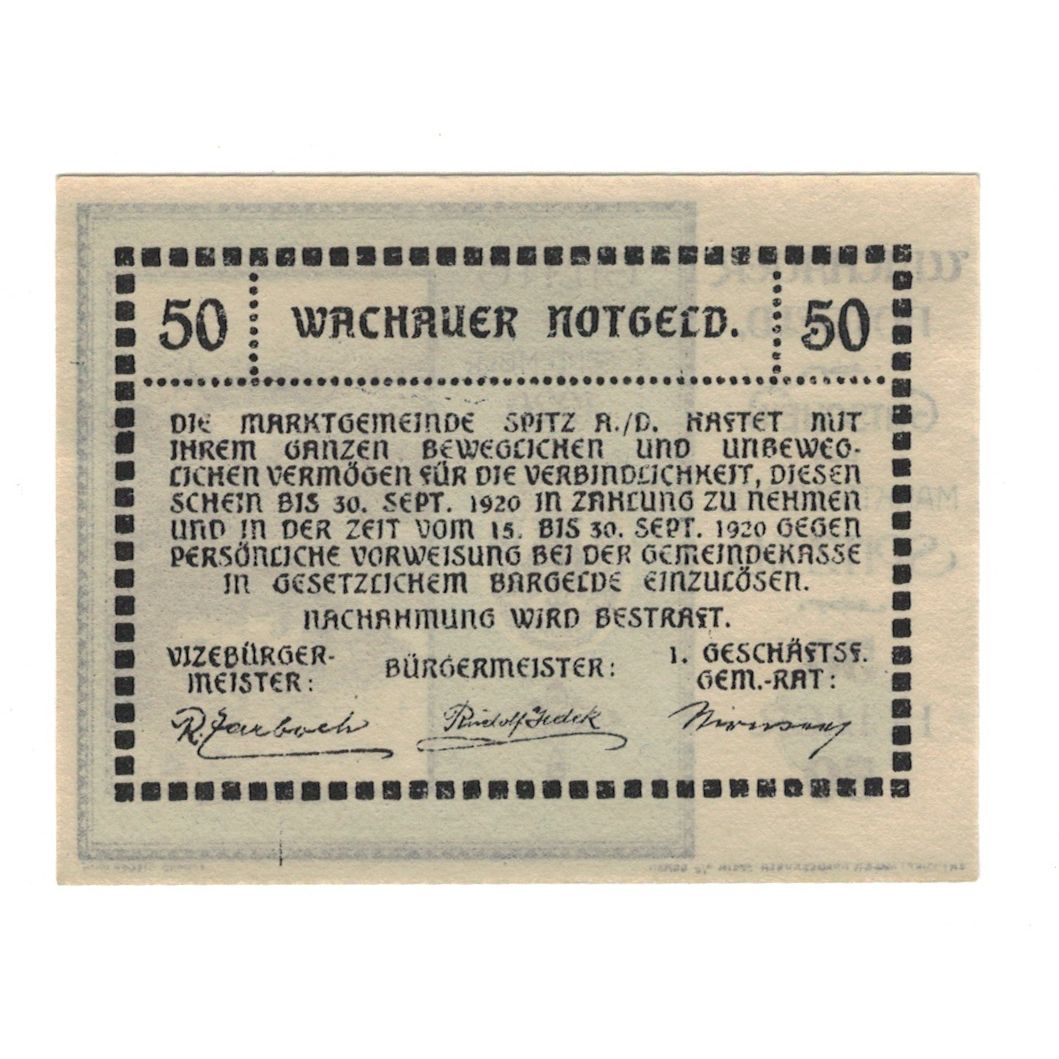 50 WACHAUER NOTGELD. 50
DIE MARKTGEMEINDE SPITZ A./D. HAFTET MIT
IHREM GANZEN BEWEGLICHEN UND UNBEWEG-
LICHEN VERMÖGEN FÜR DIE VERBINDLICHKEIT, DIESEN
SCHEIN BIS 30. SEPT. 1920 IN ZAHLUNG ZU NEHMEN
UND IN DER ZEIT VOM 15. BIS 30. SEPT. 1920 GEGEN
PERSÖNLICHE VORWEISUNG BEI DER GEMEINDEKASSE
IN GESETZLICHEM BARGELDE EINZULÖSEN.
NACHAHMUNG WIRD BESTRAFT.
VIZEBÜRGER-
MEISTER:
BÜRGERMEISTER:
1. GESCHÄFTSF.
GEM.-RAT:
R.
Rudolf